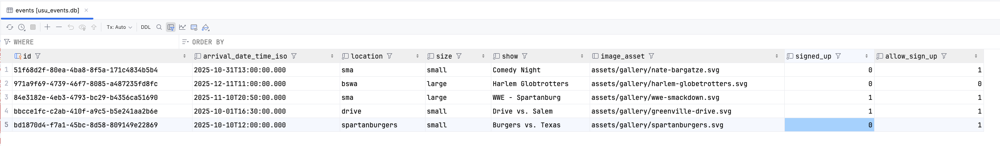 events [usu_events.db]
Tx: Auto DDL
WHERE ORDER BY
id arrival_date_time_iso location size show image_asset signed_up allow_sign_up
1 51f68d2f-80ea-4ba8-8f5a-171c4834b5b4 2025-10-31T13:00:00.000 sma small Comedy Night assets/gallery/nate-bargatze.svg 0 1
2 971a9f69-4739-46f7-8085-a487235fd8fc 2025-12-11T11:00:00.000 bswa large Harlem Globtrotters assets/gallery/harlem-globetrotters.svg 0 0
3 84e3182e-4eb3-4793-bc29-b4356ca51690 2025-11-10T20:50:00.000 sma large WWE - Spartanburg assets/gallery/wwe-smackdown.svg 1 1
4 bbcce1fc-c2ab-410f-a9c5-b5e241aa2b6e 2025-10-01T16:30:00.000 drive small Drive vs. Salem assets/gallery/greenville-drive.svg 1 1
5 bd1870d4-f7a1-45bc-8d58-809149e22869 2025-10-10T12:00:00.000 spartanburgers small Burgers vs. Texas assets/gallery/spartanburgers.svg 0 1